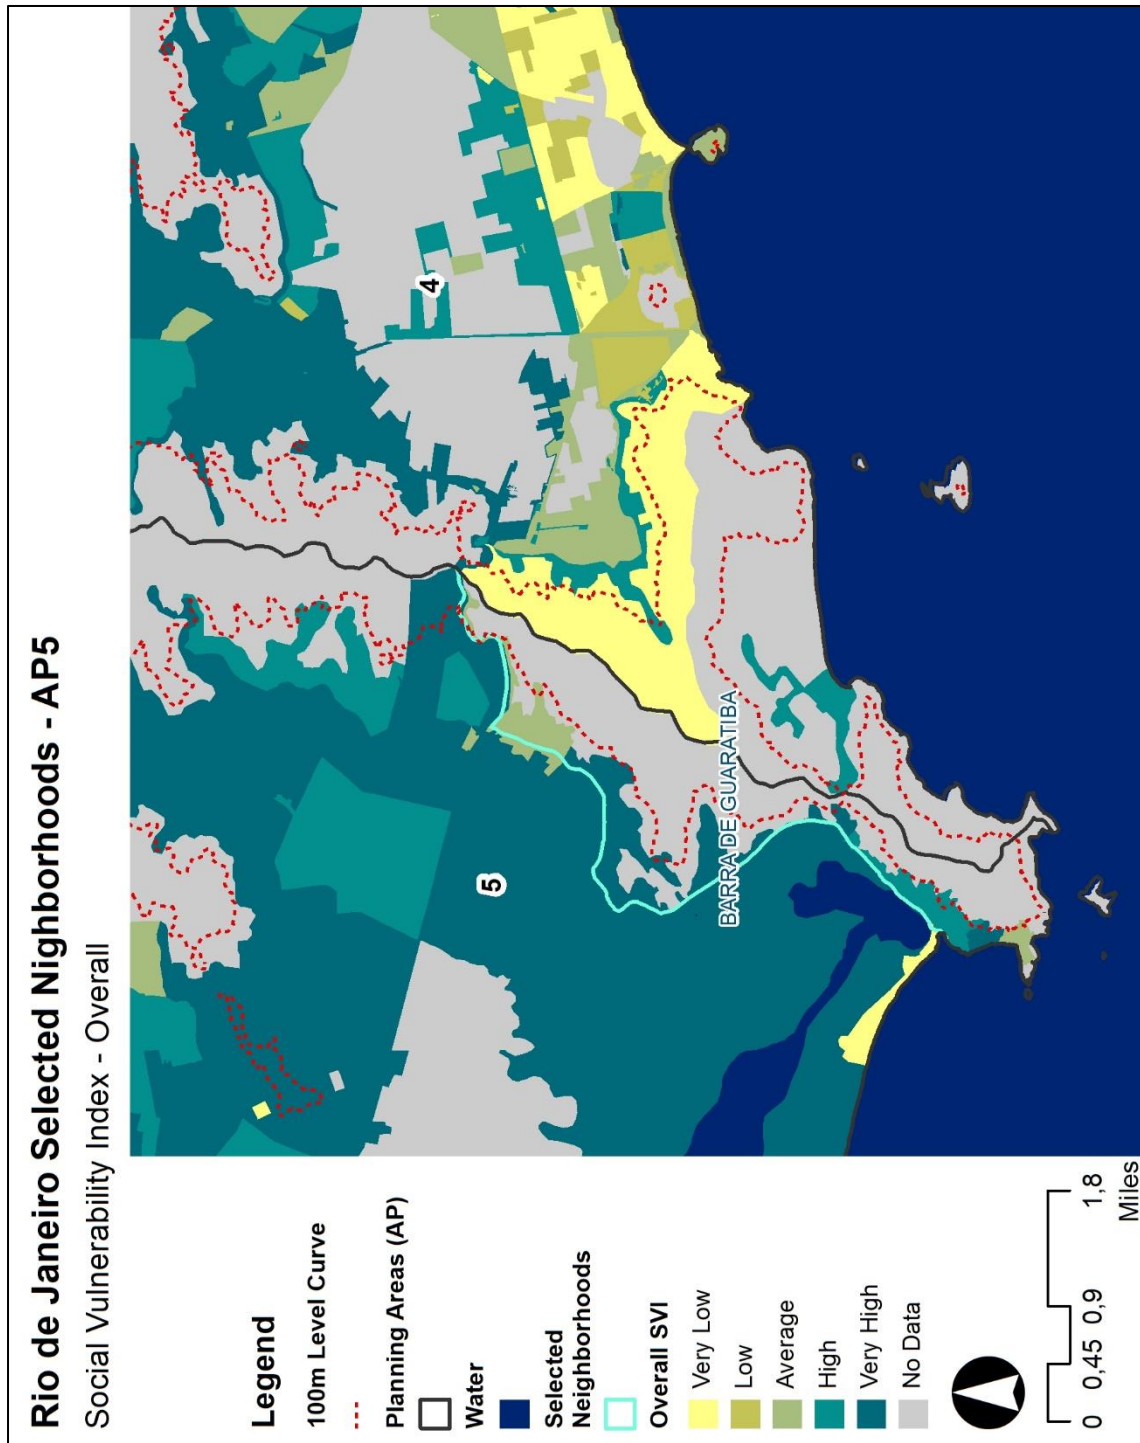 Rio de Janeiro Selected Nighborhoods - AP5
Social Vulnerability Index - Overall
Legend
100m Level Curve
Planning Areas (AP)
Water
Selected
Neighborhoods
Overall SVI
Very Low
Low
Average
High
Very High
No Data
0 0,45 0,9 1,8
Miles
4
5
BARRA DE GUARATIBA